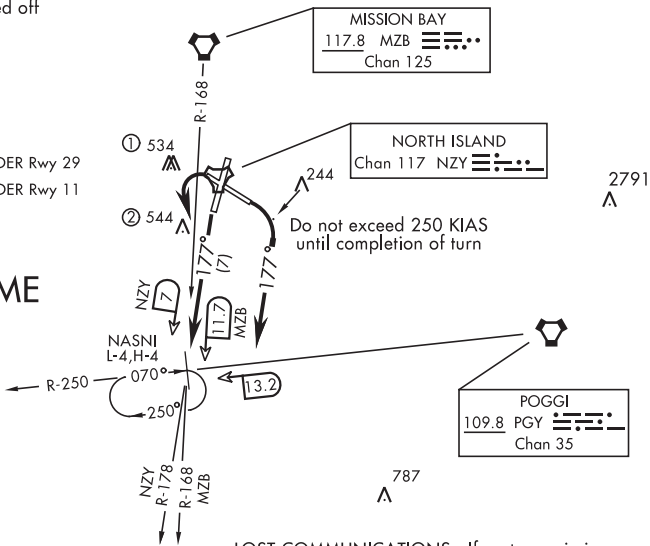 ed off
MISSION BAY
117.8 MZB
Chan 125
R-168
① 534
DER Rwy 29
DER Rwy 11
NORTH ISLAND
Chan 117 NZY
244
2791
② 544
Do not exceed 250 KIAS
until completion of turn
177°
(7)
177°
ME
NZY
7
11.7
MZB
NASNI
L-4,H-4
R-250
070°
250°
13.2
POGGI
109.8 PGY
Chan 35
NZY
R-178
R-168
MZB
787